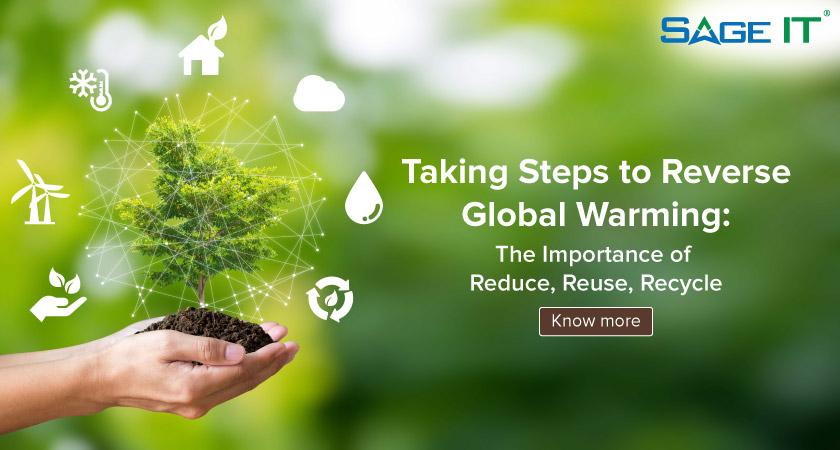 SAGE IT®
Taking Steps to Reverse
Global Warming:
The Importance of
Reduce, Reuse, Recycle
Know more